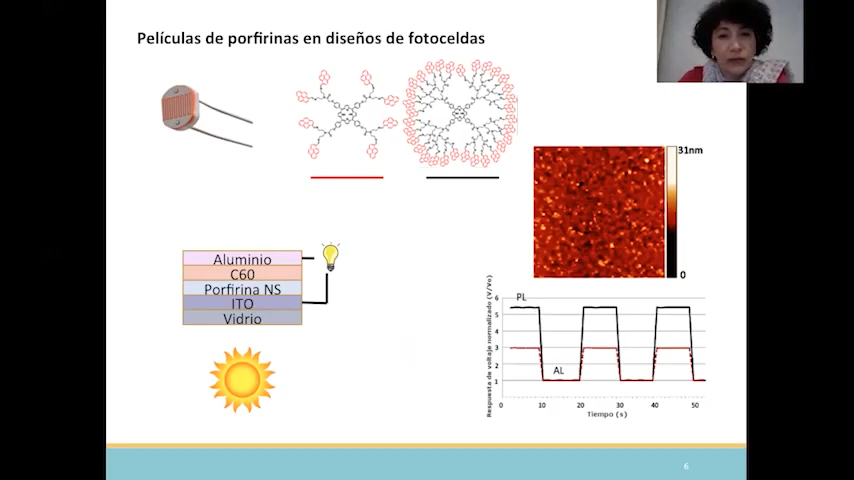 Películas de porfirinas en diseños de fotoceldas
31nm
0
Aluminio
C60
Porfirina NS
ITO
Vidrio
Respuesta de voltaje normalizado (V/Vo)
6
5
4
3
2
1
PL
AL
0
10
20
30
40
50
Tiempo (s)
6